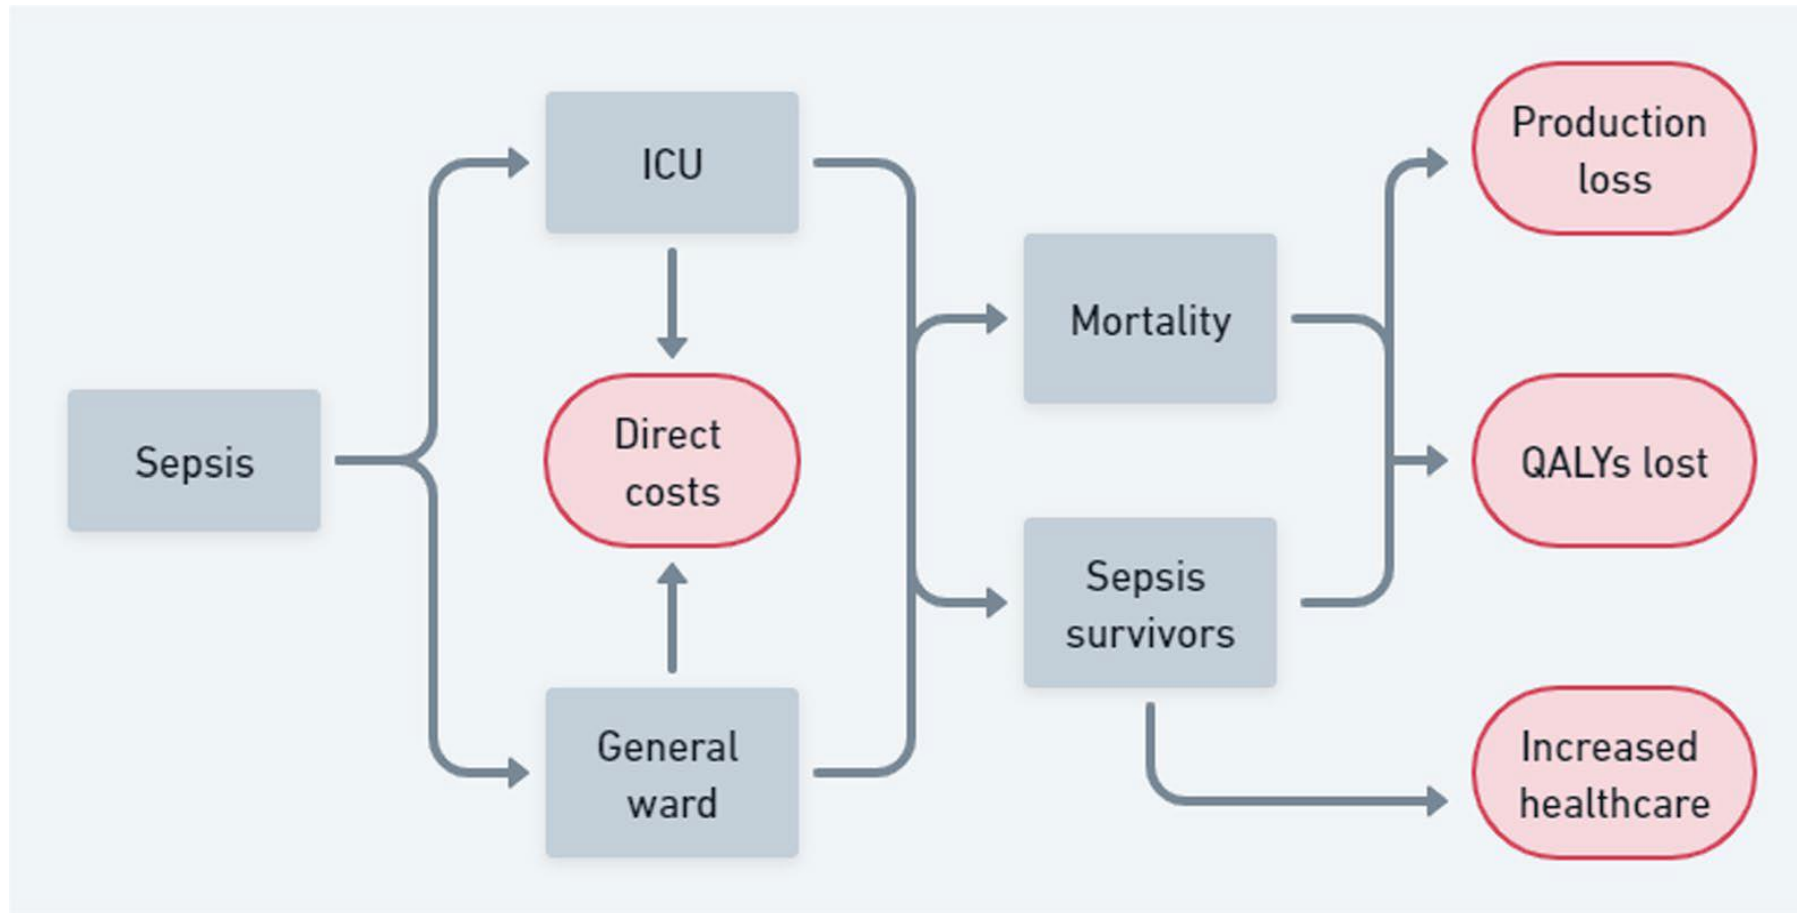 Sepsis
ICU
Direct
costs
General
ward
Mortality
Sepsis
survivors
Production
loss
QALYs lost
Increased
healthcare